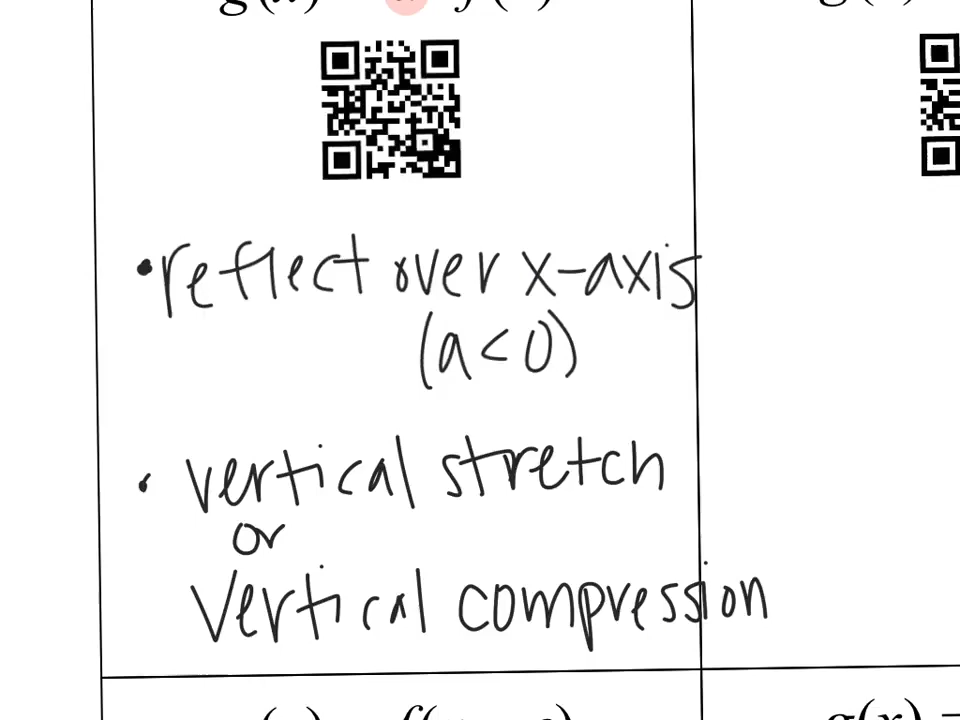 reflect over x-axis
(a<0)
vertical stretch
or
vertical compression